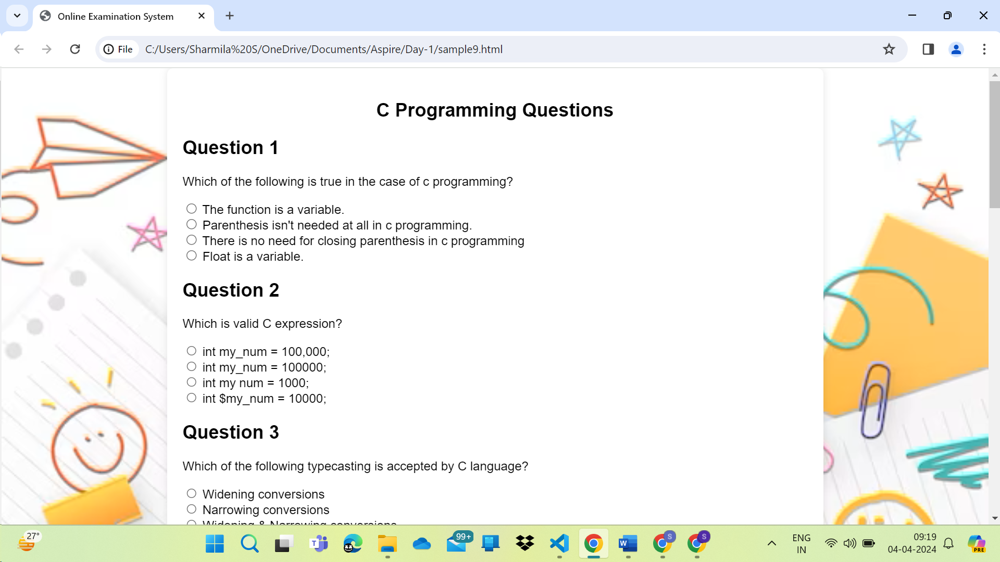 Online Examination System
File
C:/Users/Sharmila%20S/OneDrive/Documents/Aspire/Day-1/sample9.html
C Programming Questions
Question 1
Which of the following is true in the case of c programming?
The function is a variable.
Parenthesis isn't needed at all in c programming.
There is no need for closing parenthesis in c programming
Float is a variable.
Question 2
Which is valid C expression?
int my_num = 100,000;
int my_num = 100000;
int my num = 1000;
int $my_num = 10000;
Question 3
Which of the following typecasting is accepted by C language?
Widening conversions
Narrowing conversions
Widening & Narrowing conversions
27°
T
99+
W
S
S
ENG
IN
09:19
04-04-2024
PRE